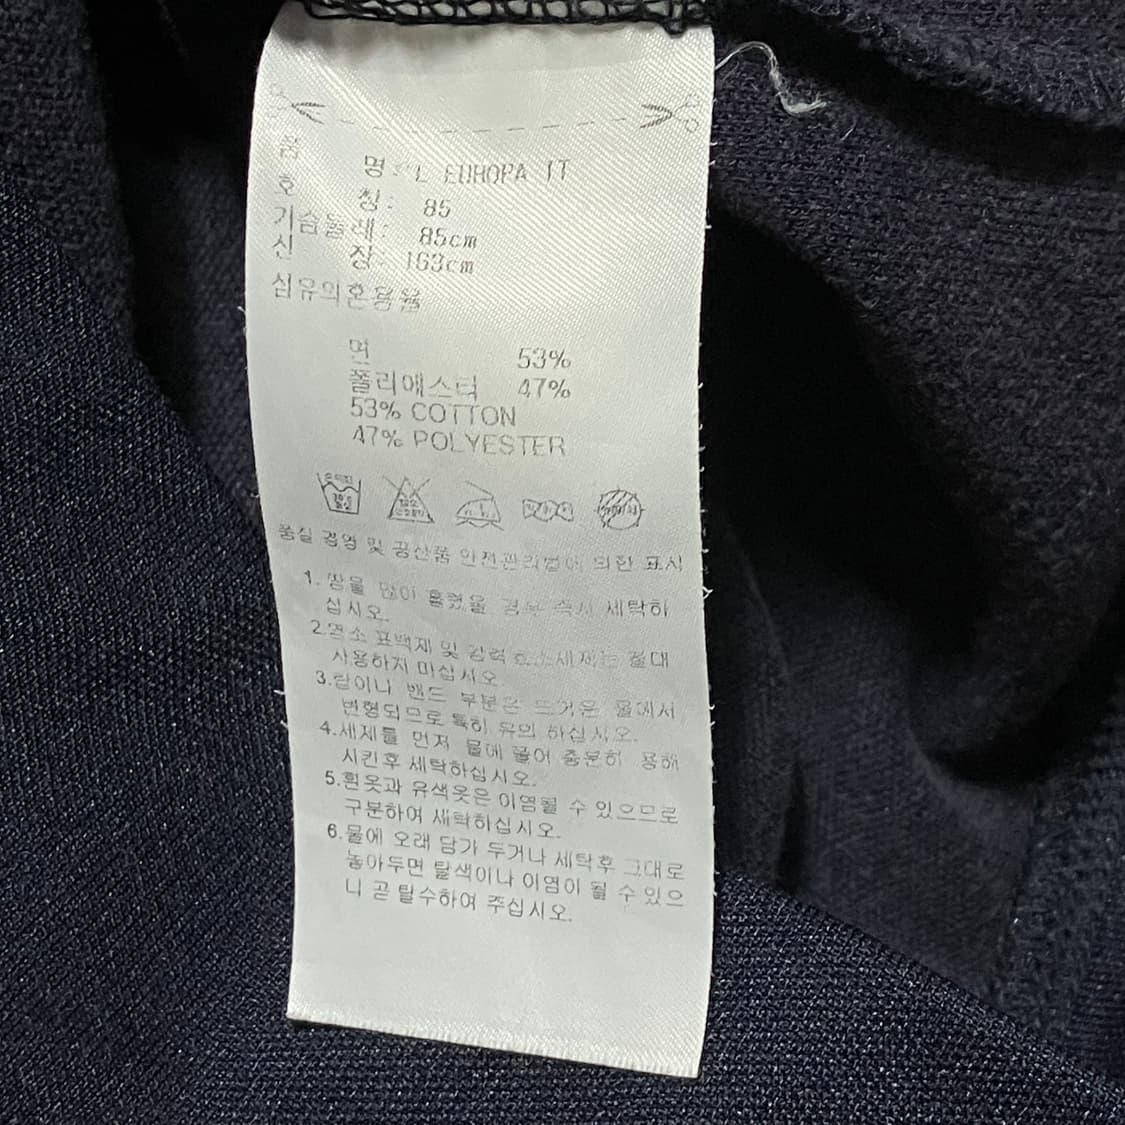 품 명: L EUROPA TT
호 칭: 85
가슴둘레: 85cm
신 장: 163cm
섬유의혼용율
면 53%
폴리에스터 47%
53% COTTON
47% POLYESTER
품질 경영 및 공산품 안전관리법에 의한 표시
1. 땀을 많이 흘렸을 경우 즉시 세탁하
십시오.
2.염소 표백제 및 강력 효소세제는 절대
사용하지 마십시오.
3.립이나 밴드 부분은 뜨거운 물에서
변형되므로 특히 유의 하십시오.
4.세제를 먼저 물에 풀어 충분히 용해
시킨후 세탁하십시오.
5.흰옷과 유색옷은 이염될 수 있으므로
구분하여 세탁하십시오.
6.물에 오래 담가 두거나 세탁후 그대로
놓아두면 탈색이나 이염이 될 수 있으
니 곧 탈수하여 주십시오.